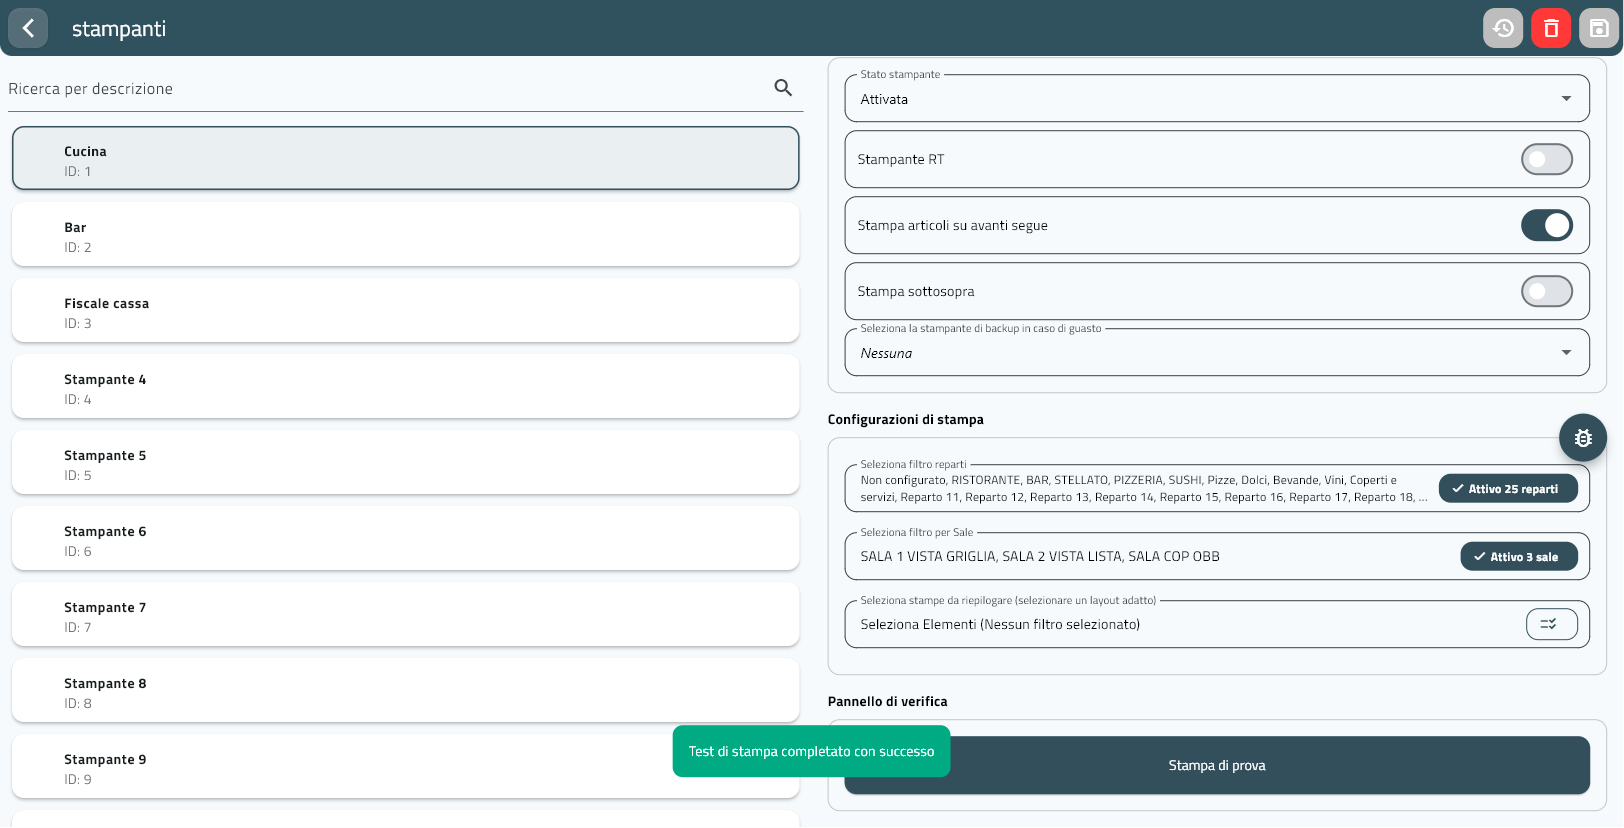 stampanti
Ricerca per descrizione
Cucina
ID: 1
Bar
ID: 2
Fiscale cassa
ID: 3
Stampante 4
ID: 4
Stampante 5
ID: 5
Stampante 6
ID: 6
Stampante 7
ID: 7
Stampante 8
ID: 8
Stampante 9
ID: 9
Stato stampante
Attivata
Stampante RT
Stampa articoli su avanti segue
Stampa sottosopra
Seleziona la stampante di backup in caso di guasto
Nessuna
Configurazioni di stampa
Seleziona filtro reparti
Non configurato, RISTORANTE, BAR, STELLATO, PIZZERIA, SUSHI, Pizze, Dolci, Bevande, Vini, Coperti e
servizi, Reparto 11, Reparto 12, Reparto 13, Reparto 14, Reparto 15, Reparto 16, Reparto 17, Reparto 18, ...
Attivo 25 reparti
Seleziona filtro per Sale
SALA 1 VISTA GRIGLIA, SALA 2 VISTA LISTA, SALA COP OBB
Attivo 3 sale
Seleziona stampe da riepilogare (selezionare un layout adatto)
Seleziona Elementi (Nessun filtro selezionato)
Pannello di verifica
Test di stampa completato con successo
Stampa di prova